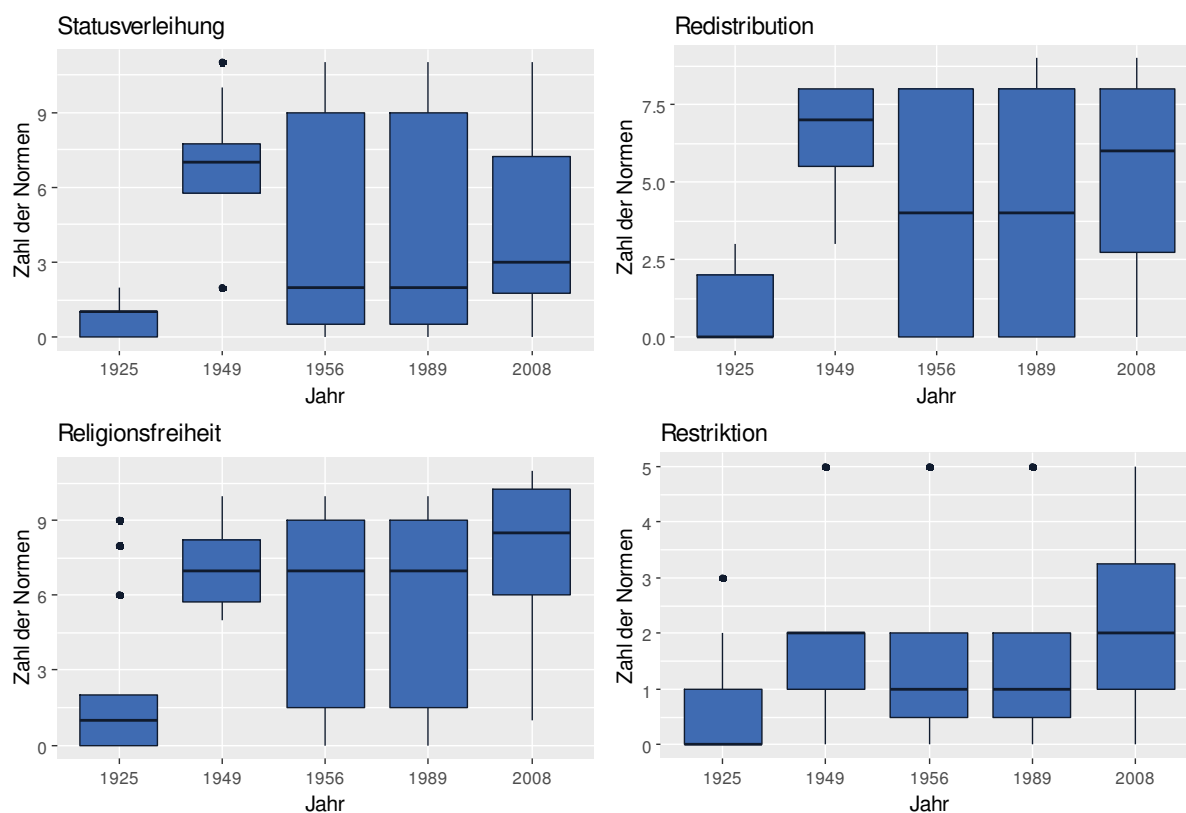 Statusverleihung
Zahl der Normen
9
6
3
0
1925 1949 1956 1989 2008
Jahr
Redistribution
Zahl der Normen
7.5
5.0
2.5
0.0
1925 1949 1956 1989 2008
Jahr
Religionsfreiheit
Zahl der Normen
9
6
3
0
1925 1949 1956 1989 2008
Jahr
Restriktion
Zahl der Normen
5
4
3
2
1
0
1925 1949 1956 1989 2008
Jahr